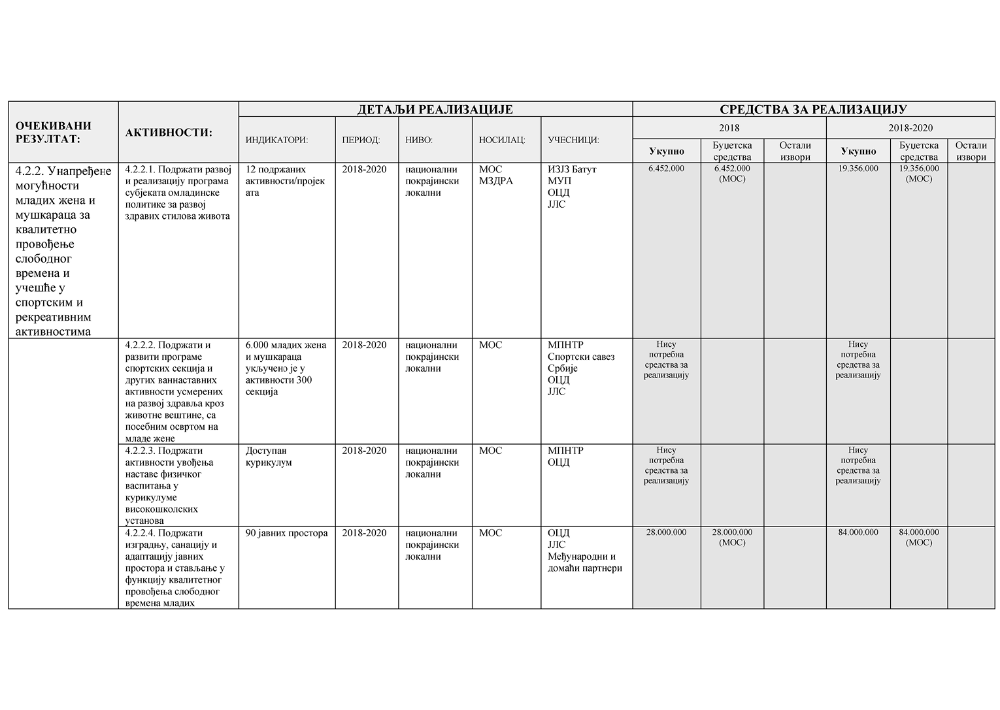 ОЧЕКИВАНИ
РЕЗУЛТАТ:
АКТИВНОСТИ:
ДЕТАЉИ РЕАЛИЗАЦИЈЕ
СРЕДСТВА ЗА РЕАЛИЗАЦИЈУ
ИНДИКАТОРИ:
ПЕРИОД:
НИВО:
НОСИЛАЦ:
УЧЕСНИЦИ:
2018
2018-2020
Укупно
Буџетска
средства
Остали
извори
Укупно
Буџетска
средства
Остали
извори
4.2.2. Унапређене
могућности
младих жена и
мушкараца за
квалитетно
провођење
слободног
времена и
учешће у
спортским и
рекреативним
активностима
4.2.2.1. Подржати развој
и реализацију програма
субјеката омладинске
политике за развој
здравих стилова живота
12 подржаних
активности/пројек
ата
2018-2020
национални
покрајински
локални
МОС
МЗДРА
ИЗЈЗ Батут
МУП
ОЦД
ЈЛС
6.452.000
6.452.000
(МОС)
19.356.000
19.356.000
(МОС)
4.2.2.2. Подржати и
развити програме
спортских секција и
других ваннаставних
активности усмерених
на развој здравља кроз
животне вештине, са
посебним освртом на
младе жене
6.000 младих жена
и мушкараца
укључено је у
активности 300
секција
2018-2020
национални
покрајински
локални
МОС
МПНТР
Спортски савез
Србије
ОЦД
ЈЛС
Нису
потребна
средства за
реализацију
Нису
потребна
средства за
реализацију
4.2.2.3. Подржати
активности увођења
наставе физичког
васпитања у
курикулуме
високошколских
установа
Доступан
курикулум
2018-2020
национални
покрајински
локални
МОС
МПНТР
ОЦД
Нису
потребна
средства за
реализацију
Нису
потребна
средства за
реализацију
4.2.2.4. Подржати
изградњу, санацију и
адаптацију јавних
простора и стављање у
функцију квалитетног
провођења слободног
времена младих
90 јавних простора
2018-2020
национални
покрајински
локални
МОС
ОЦД
ЈЛС
Међународни и
домаћи партнери
28.000.000
28.000.000
(МОС)
84.000.000
84.000.000
(МОС)